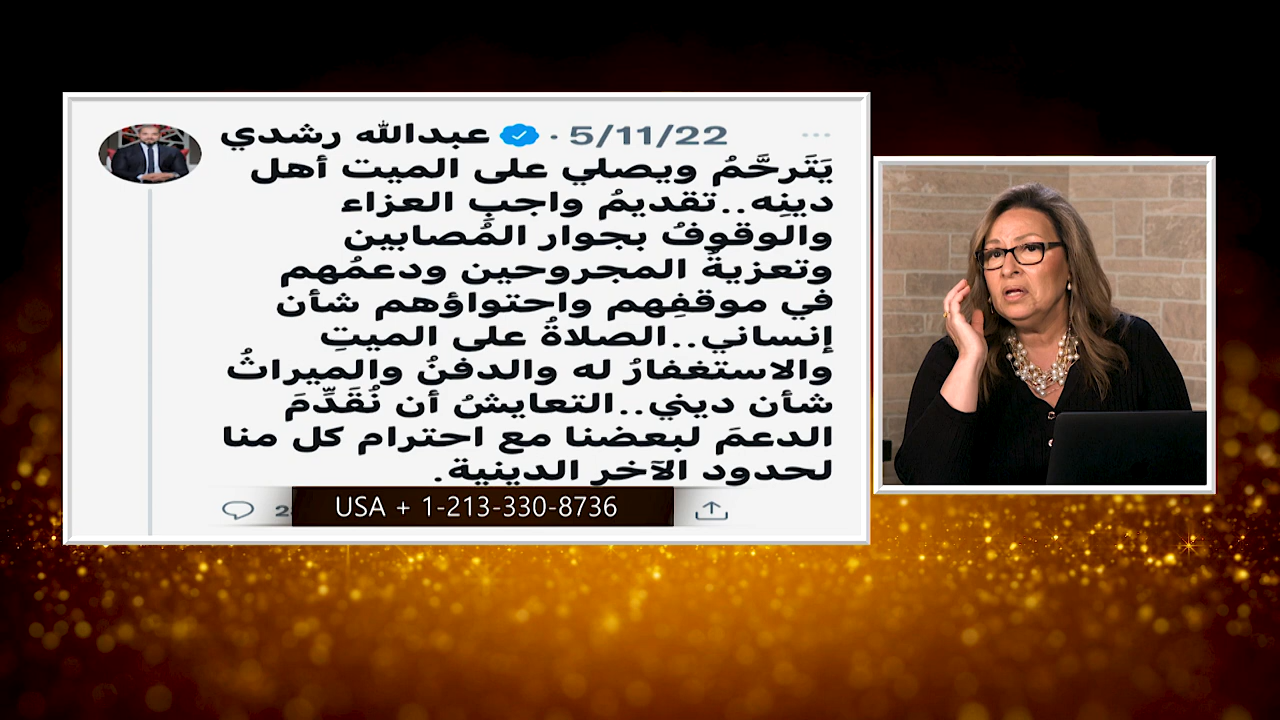 عبدالله رشدي · 5/11/22
يَتَرحَّمُ ويصلي على الميت أهل
دينِه..تقديمُ واجبِ العزاء
والوقوفُ بجوار المُصابين
وتعزيةُ المجروحين ودعمُهم
في موقفِهم واحتواؤهم شأن
إنساني..الصلاةُ على الميتِ
والاستغفارُ له والدفنُ والميراثُ
شأن ديني..التعايشُ أن نُقَدِّمَ
الدعمَ لبعضنا مع احترام كل منا
لحدود الآخر الدينية.
USA + 1-213-330-8736